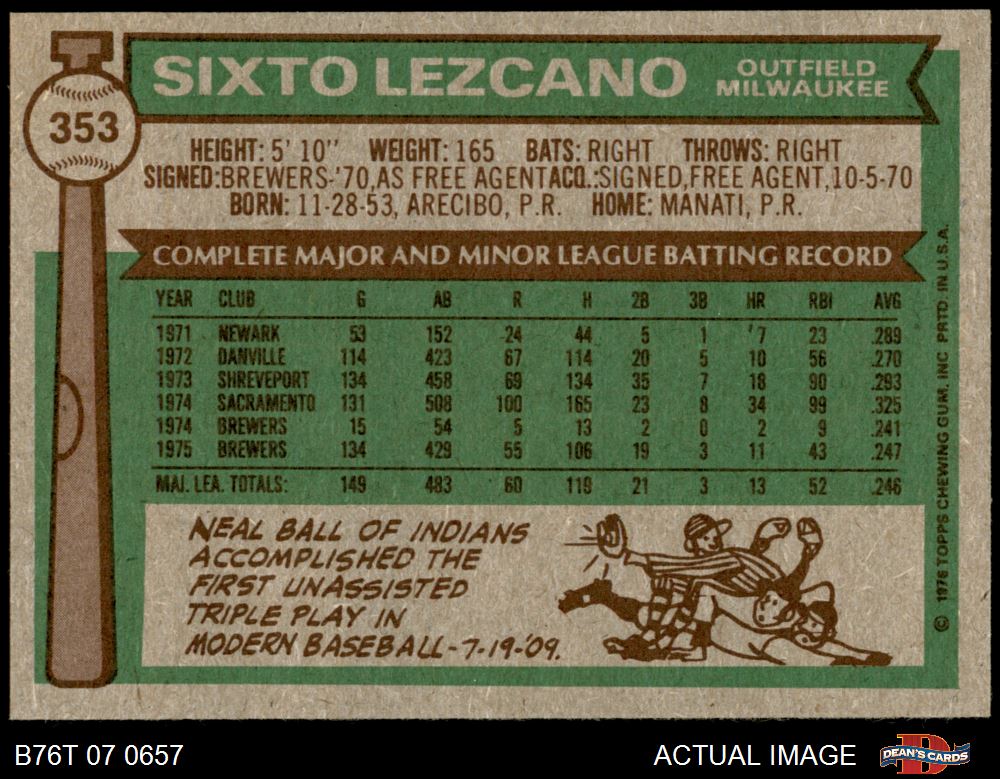 353
SIXTO LEZCANO
OUTFIELD
MILWAUKEE
HEIGHT: 5' 10" WEIGHT: 165 BATS: RIGHT THROWS: RIGHT
SIGNED:BREWERS-'70,AS FREE AGENTACQ.:SIGNED,FREE AGENT,10-5-70
BORN: 11-28-53, ARECIBO, P.R. HOME: MANATI, P.R.
COMPLETE MAJOR AND MINOR LEAGUE BATTING RECORD
YEAR CLUB G AB R H 2B 3B HR RBI AVG
1971 NEWARK 53 152 24 44 5 1 7 23 .289
1972 DANVILLE 114 423 67 114 20 5 10 56 .270
1973 SHREVEPORT 134 458 69 134 35 7 18 90 .293
1974 SACRAMENTO 131 508 100 165 23 8 34 99 .325
1974 BREWERS 15 54 5 13 2 0 2 9 .241
1975 BREWERS 134 429 55 106 19 3 11 43 .247
MAJ. LEA. TOTALS: 149 483 60 119 21 3 13 52 .246
NEAL BALL OF INDIANS
ACCOMPLISHED THE
FIRST UNASSISTED
TRIPLE PLAY IN
MODERN BASEBALL-7-19-'09.
© 1976 TOPPS CHEWING GUM, INC PRTD. IN U.S.A.
B76T 07 0657
ACTUAL IMAGE
DEAN'S CARDS